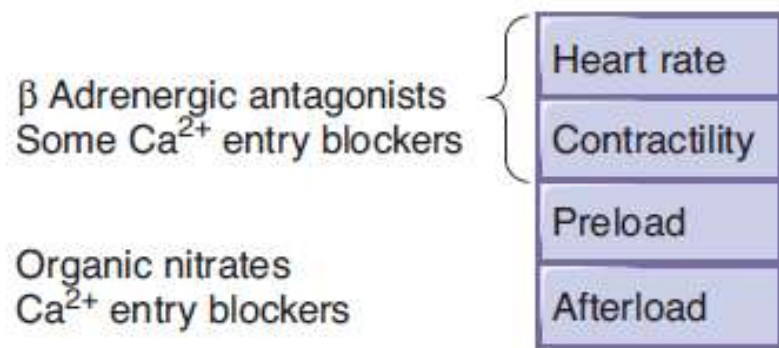 β Adrenergic antagonists
Some Ca²⁺ entry blockers
Heart rate
Contractility
Preload
Organic nitrates
Ca²⁺ entry blockers
Afterload